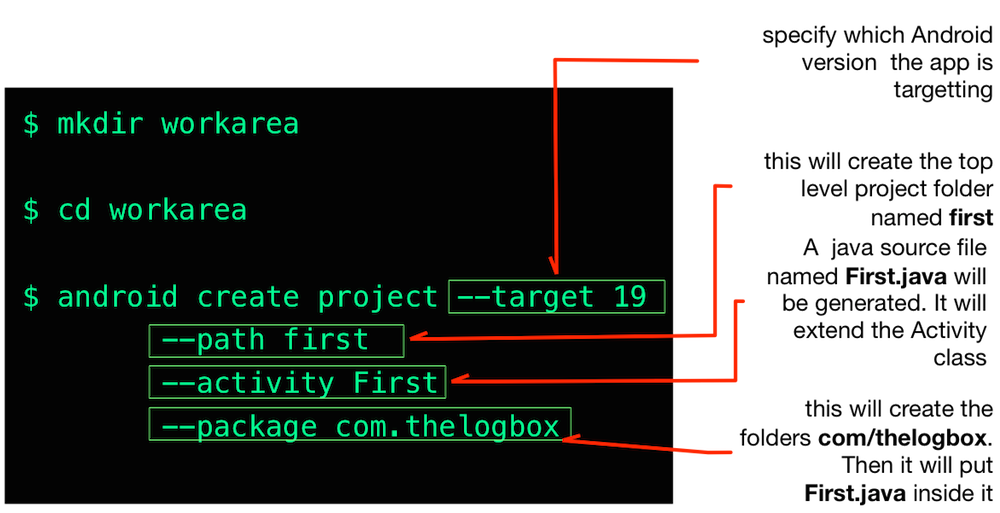 specify which Android
version the app is
targetting
$ mkdir workarea
$ cd workarea
$ android create project --target 19
--path first
--activity First
--package com.thelogbox
this will create the top
level project folder
named first
A java source file
named First.java will
be generated. It will
extend the Activity
class
this will create the
folders com/thelogbox.
Then it will put
First.java inside it